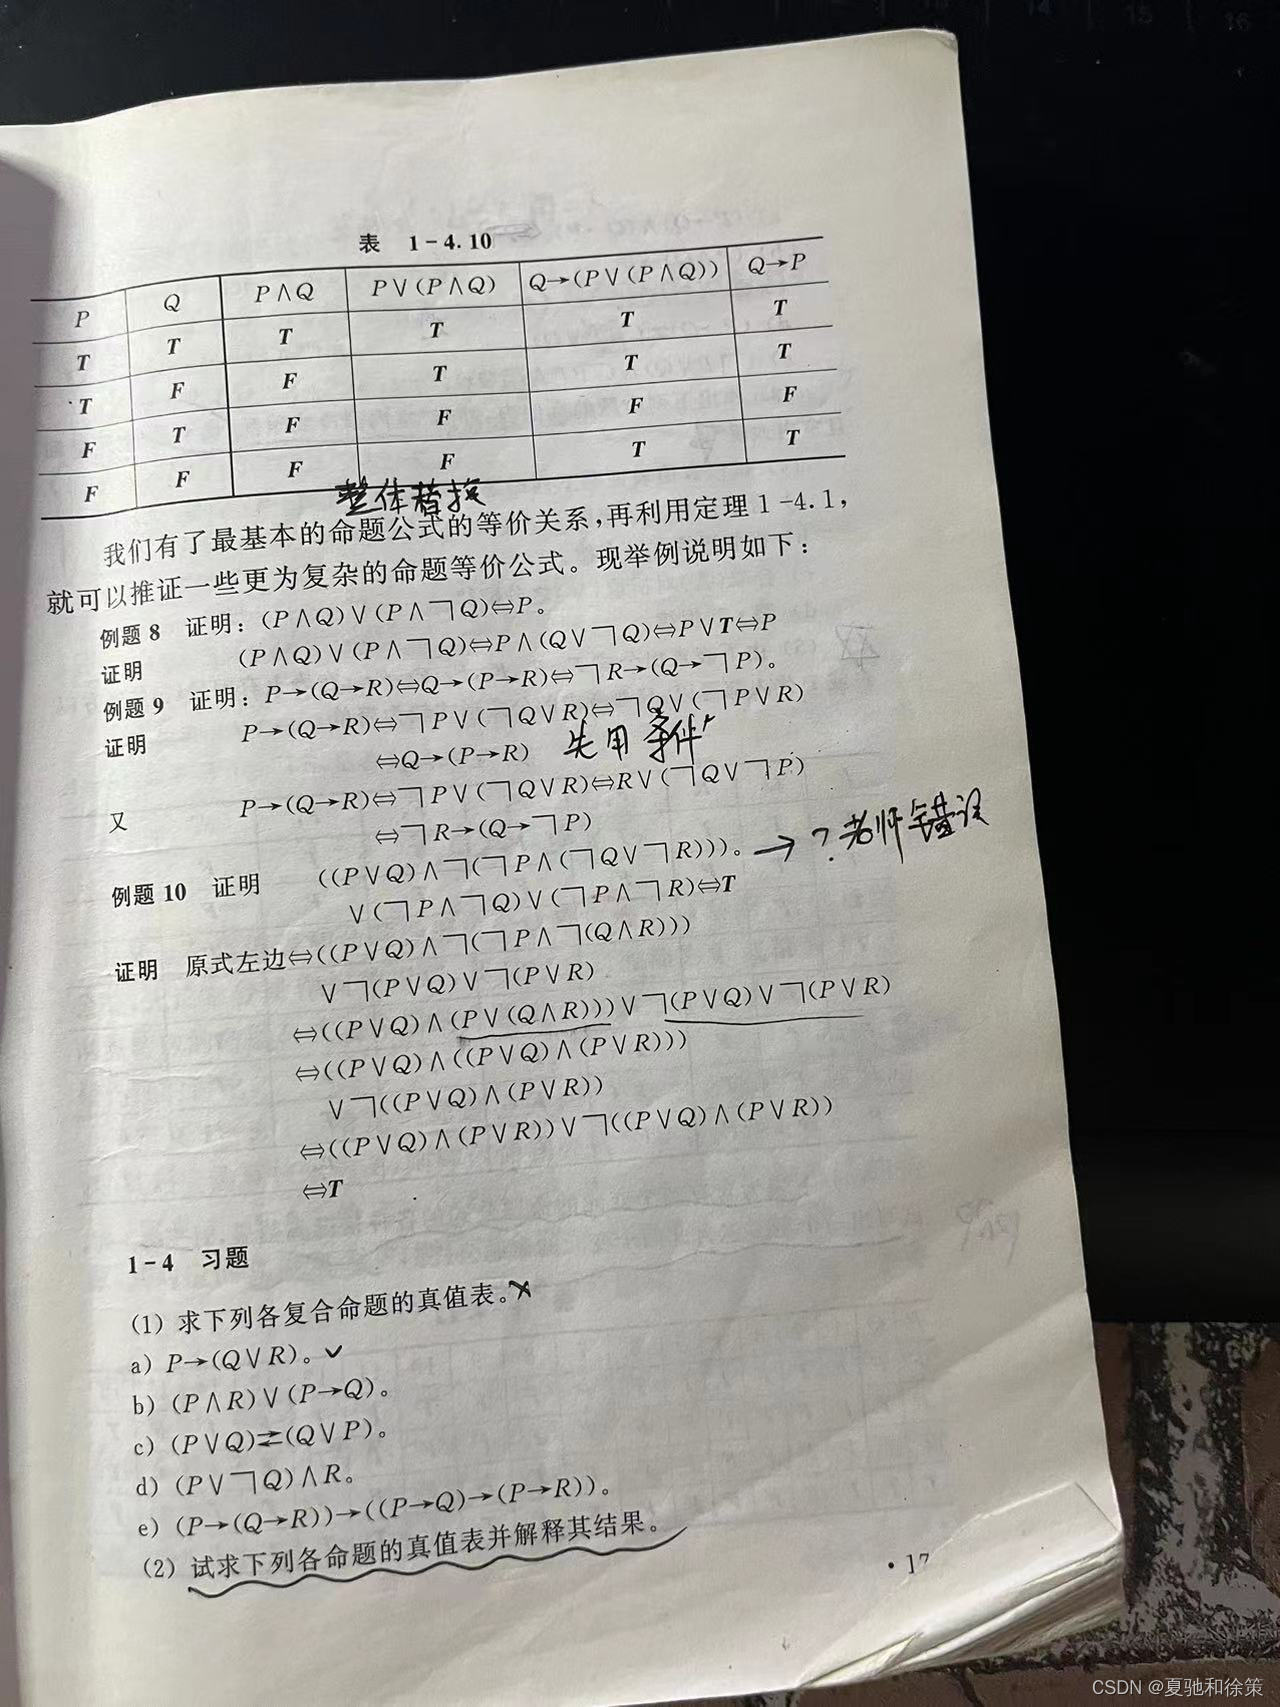 表 1-4.10
P Q P∧Q P∨(P∧Q) Q→(P∨(P∧Q)) Q→P
T T T T T T
T F F T T T
F T F F F F
F F F F T T
整体替换
我们有了最基本的命题公式的等价关系,再利用定理1-4.1,
就可以推证一些更为复杂的命题等价公式。现举例说明如下:
例题8 证明:(P∧Q)∨(P∧¬Q)⇔P。
证明 (P∧Q)∨(P∧¬Q)⇔P∧(Q∨¬Q)⇔P∨T⇔P
例题9 证明:P→(Q→R)⇔Q→(P→R)⇔¬R→(Q→¬P)。
证明 P→(Q→R)⇔¬P∨(¬Q∨R)⇔¬Q∨(¬P∨R)
⇔Q→(P→R) 先用条件
又 P→(Q→R)⇔¬P∨(¬Q∨R)⇔R∨(¬Q∨¬P)
⇔¬R→(Q→¬P)
例题10 证明 ((P∨Q)∧¬(¬P∧(¬Q∨¬R)))。→?老师错误
∨(¬P∧¬Q)∨(¬P∧¬R)⇔T
证明 原式左边⇔((P∨Q)∧¬(¬P∧¬(Q∧R)))
∨¬(P∨Q)∨¬(P∨R)
⇔((P∨Q)∧(P∨(Q∧R)))∨¬(P∨Q)∨¬(P∨R)
⇔((P∨Q)∧((P∨Q)∧(P∨R)))
∨¬((P∨Q)∧(P∨R))
⇔((P∨Q)∧(P∨R))∨¬((P∨Q)∧(P∨R))
⇔T
1-4 习题
(1) 求下列各复合命题的真值表。
a) P→(Q∨R)。
b) (P∧R)∨(P→Q)。
c) (P∨Q)⇄(Q∨P)。
d) (P∨¬Q)∧R。
e) (P→(Q→R))→((P→Q)→(P→R))。
(2) 试求下列各命题的真值表并解释其结果。
·17
CSDN @夏驰和徐策